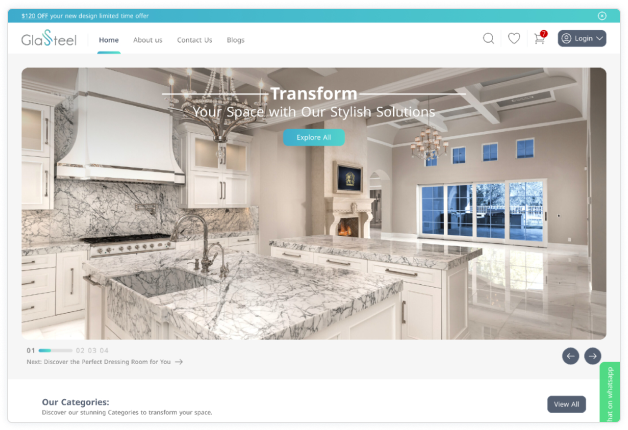 $120 OFF your new design limited time offer
GlaSSteel
Home About us Contact Us Blogs
7
Login
Transform
Your Space with Our Stylish Solutions
Explore All
01 02 03 04
Next: Discover the Perfect Dressing Room for You →
Our Categories:
Discover our stunning Categories to transform your space.
View All
hat on whatsapp